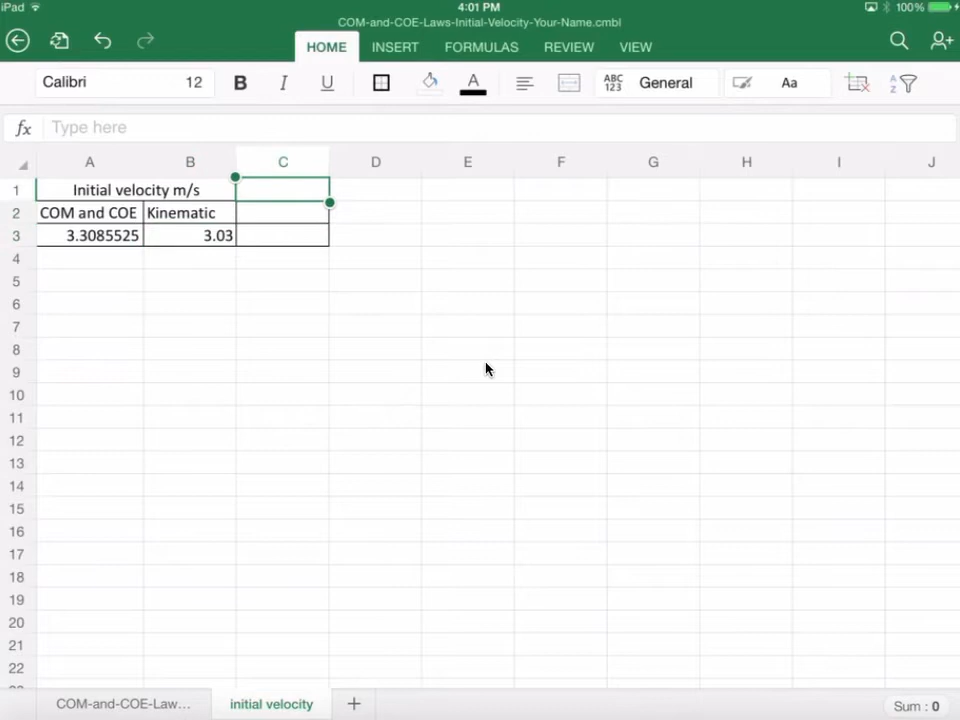 iPad 4:01 PM 100%
COM-and-COE-Laws-Initial-Velocity-Your-Name.cmbl
HOME INSERT FORMULAS REVIEW VIEW
Calibri 12 B I U A ABC 123 General Aa A Z
fx Type here
A B C D E F G H I J
1 Initial velocity m/s
2 COM and COE Kinematic
3 3.3085525 3.03
4
5
6
7
8
9
10
11
12
13
14
15
16
17
18
19
20
21
22
COM-and-COE-Law... initial velocity + Sum : 0